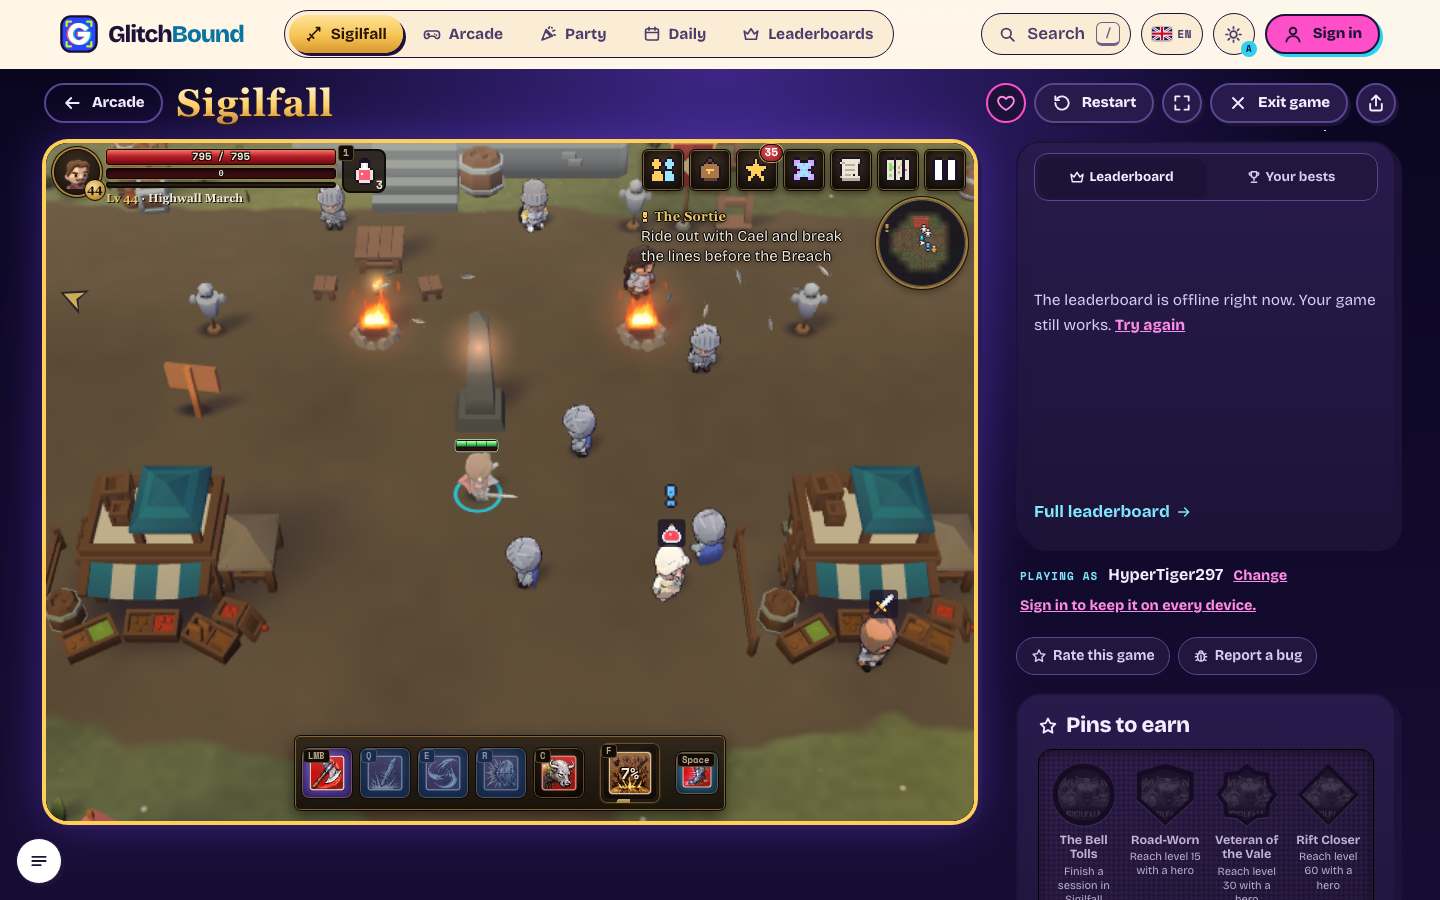 GlitchBound
Sigilfall
Arcade
Party
Daily
Leaderboards
Search /
EN
A
Sign in
Arcade
Sigilfall
Restart
Exit game
795 / 795
0
44
Lv 44 · Highwall March
1
3
35
The Sortie
Ride out with Cael and break
the lines before the Breach
LMB
Q
E
R
C
F
7%
Space
Leaderboard
Your bests
The leaderboard is offline right now. Your game
still works. Try again
Full leaderboard →
PLAYING AS HyperTiger297 Change
Sign in to keep it on every device.
Rate this game
Report a bug
Pins to earn
The Bell
Tolls
Finish a
session in
Sigilfall
Road-Worn
Reach level 15
with a hero
Veteran of
the Vale
Reach level
30 with a
hero
Rift Closer
Reach level
60 with a
hero